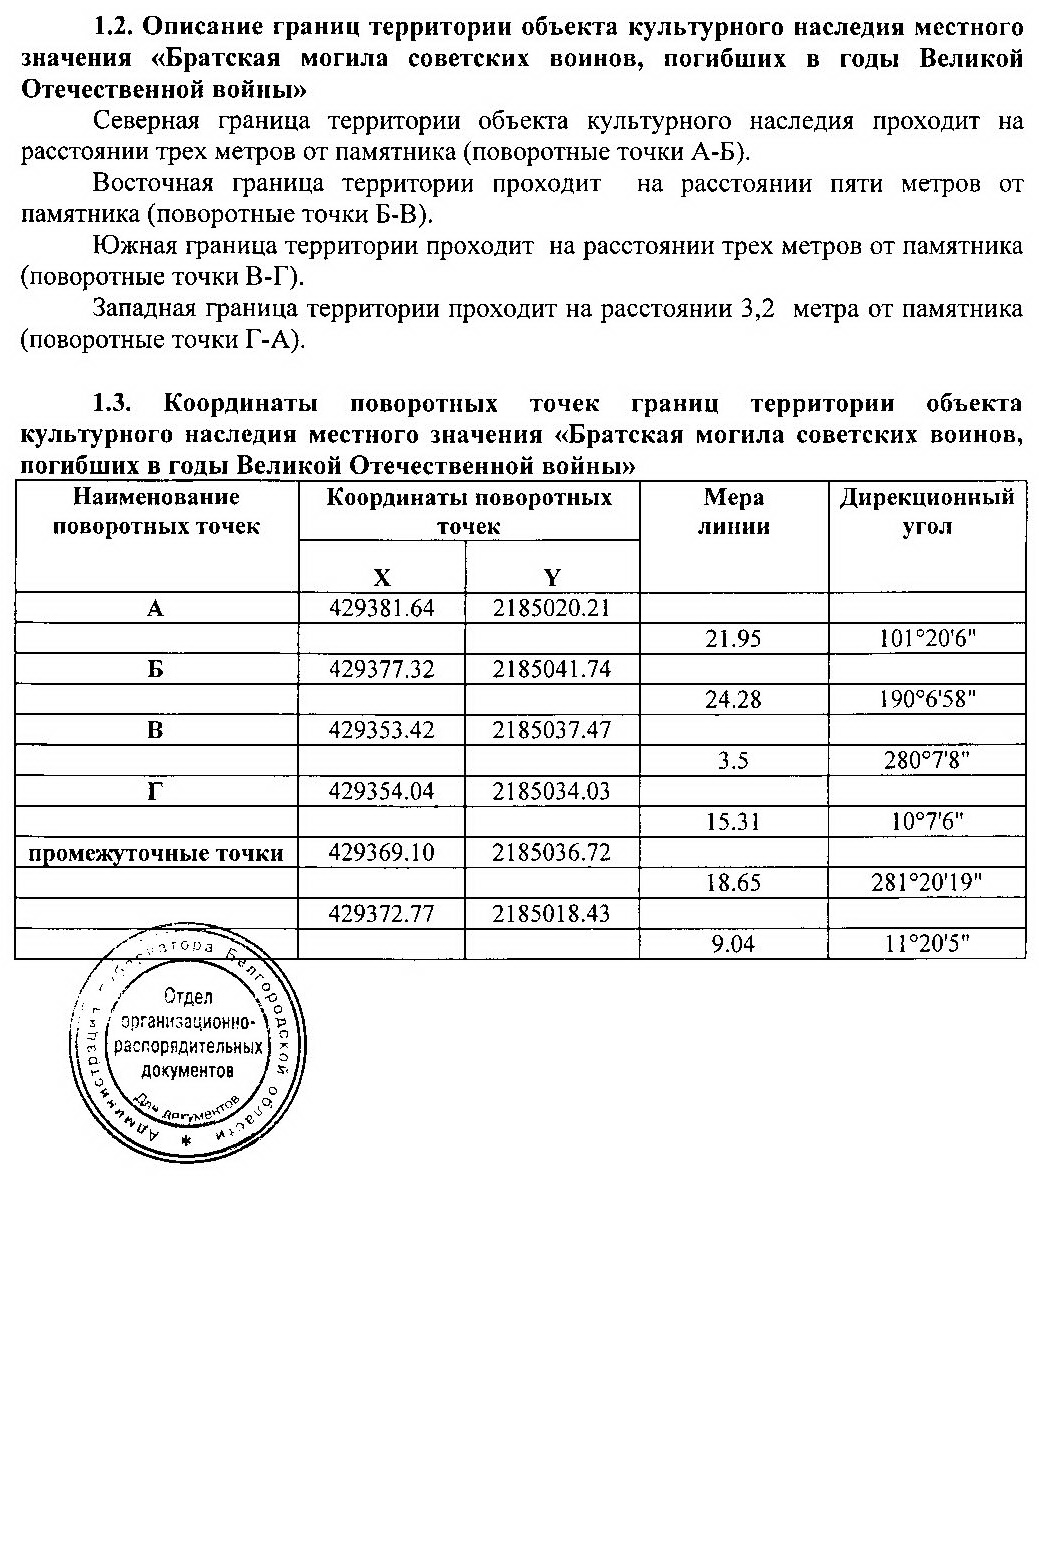 1.2. Описание границ территории объекта культурного наследия местного
значения «Братская могила советских воинов, погибших в годы Великой
Отечественной войны»
Северная граница территории объекта культурного наследия проходит на
расстоянии трех метров от памятника (поворотные точки А-Б).
Восточная граница территории проходит на расстоянии пяти метров от
памятника (поворотные точки Б-В).
Южная граница территории проходит на расстоянии трех метров от памятника
(поворотные точки В-Г).
Западная граница территории проходит на расстоянии 3,2 метра от памятника
(поворотные точки Г-А).
1.3. Координаты поворотных точек границ территории объекта
культурного наследия местного значения «Братская могила советских воинов,
погибших в годы Великой Отечественной войны»
Наименование поворотных точек Координаты поворотных точек Мера линии Дирекционный угол
X Y
А 429381.64 2185020.21
21.95 101°20'6"
Б 429377.32 2185041.74
24.28 190°6'58"
В 429353.42 2185037.47
3.5 280°7'8"
Г 429354.04 2185034.03
15.31 10°7'6"
промежуточные точки 429369.10 2185036.72
18.65 281°20'19"
429372.77 2185018.43
9.04 11°20'5"
Администрация Губернатора Белгородской области
Отдел
организационно-
распорядительных
документов
Для документов